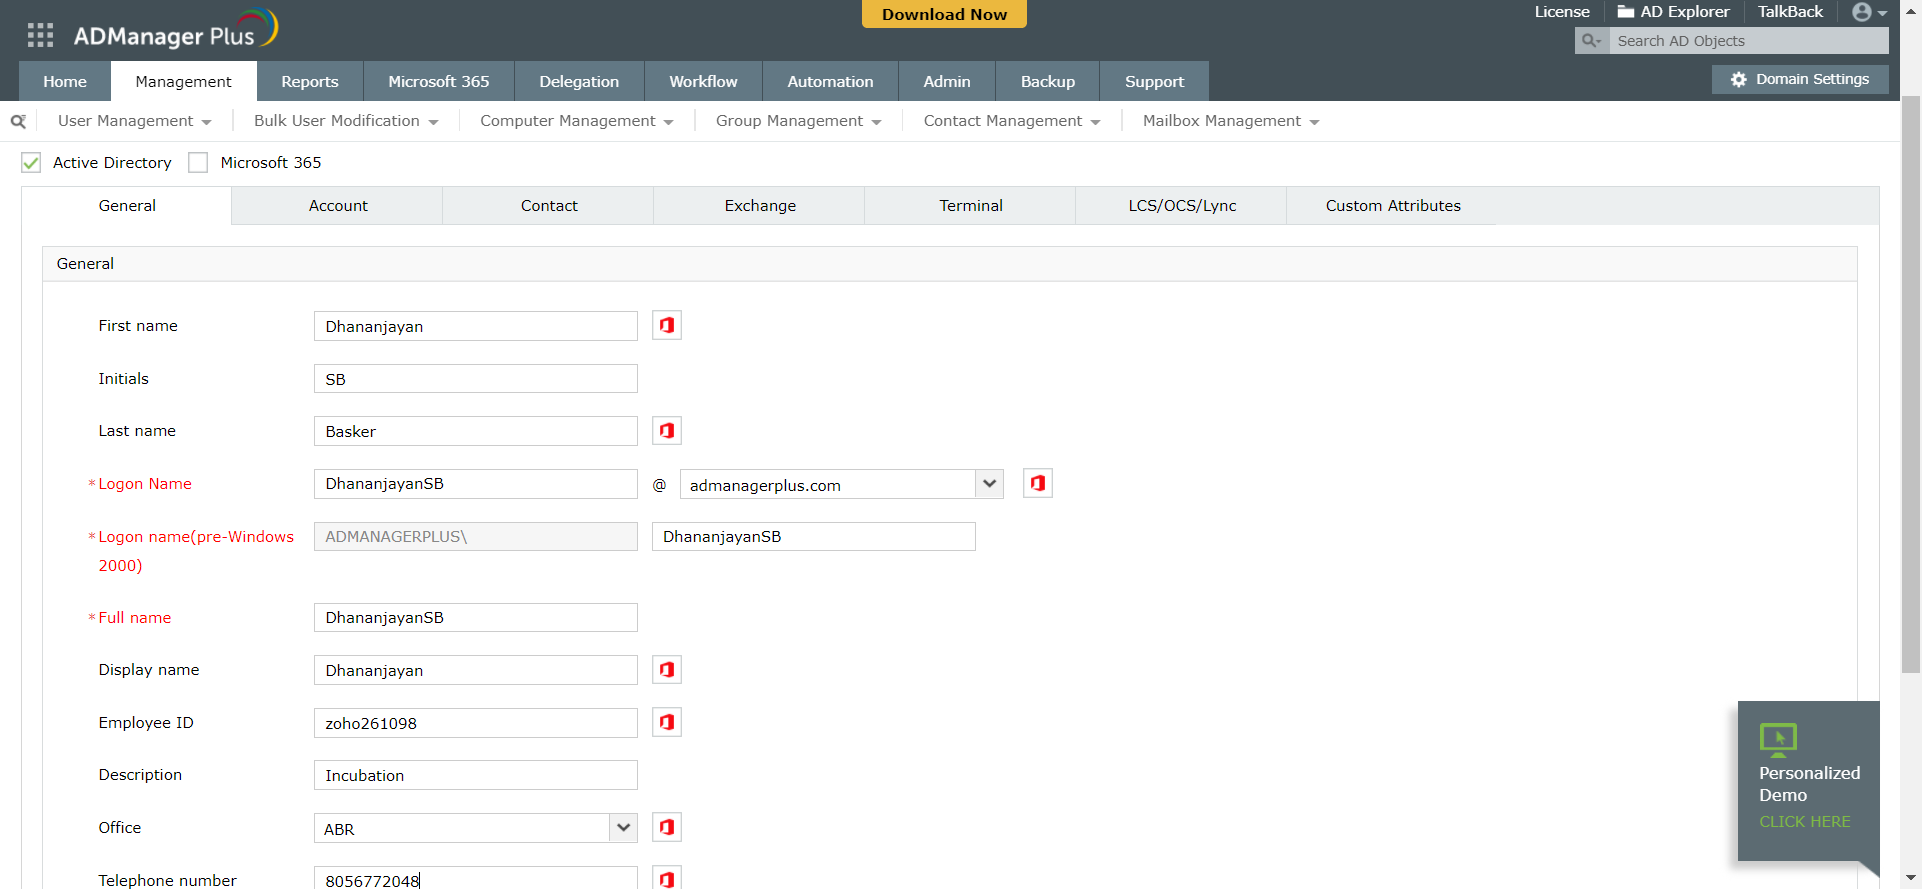 Download Now
License AD Explorer TalkBack
ADManager Plus
Search AD Objects
Home Management Reports Microsoft 365 Delegation Workflow Automation Admin Backup Support Domain Settings
User Management Bulk User Modification Computer Management Group Management Contact Management Mailbox Management
Active Directory Microsoft 365
General Account Contact Exchange Terminal LCS/OCS/Lync Custom Attributes
General
First name Dhananjayan
Initials SB
Last name Basker
*Logon Name DhananjayanSB @ admanagerplus.com
*Logon name(pre-Windows ADMANAGERPLUS\ DhananjayanSB
2000)
*Full name DhananjayanSB
Display name Dhananjayan
Employee ID zoho261098
Description Incubation
Office ABR
Telephone number 8056772048
Personalized
Demo
CLICK HERE